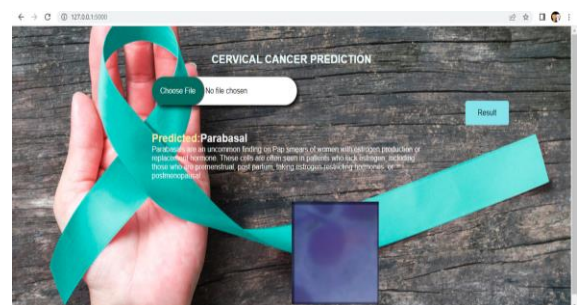 127.0.0.1:5000
CERVICAL CANCER PREDICTION
Choose File No file chosen
Result
Predicted:Parabasal
Parabasals are an uncommon finding on Pap smears of women with estrogen production or
replacement hormone. These cells are often seen in patients who lack estrogen, including
those who are premenstrual, post partum, taking estrogen restricting hormones, or
postmenopausal